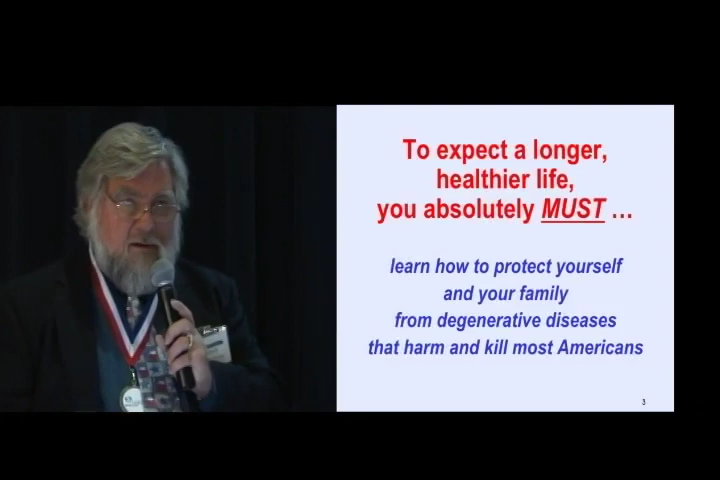 To expect a longer,
healthier life,
you absolutely MUST …
learn how to protect yourself
and your family
from degenerative diseases
that harm and kill most Americans
3